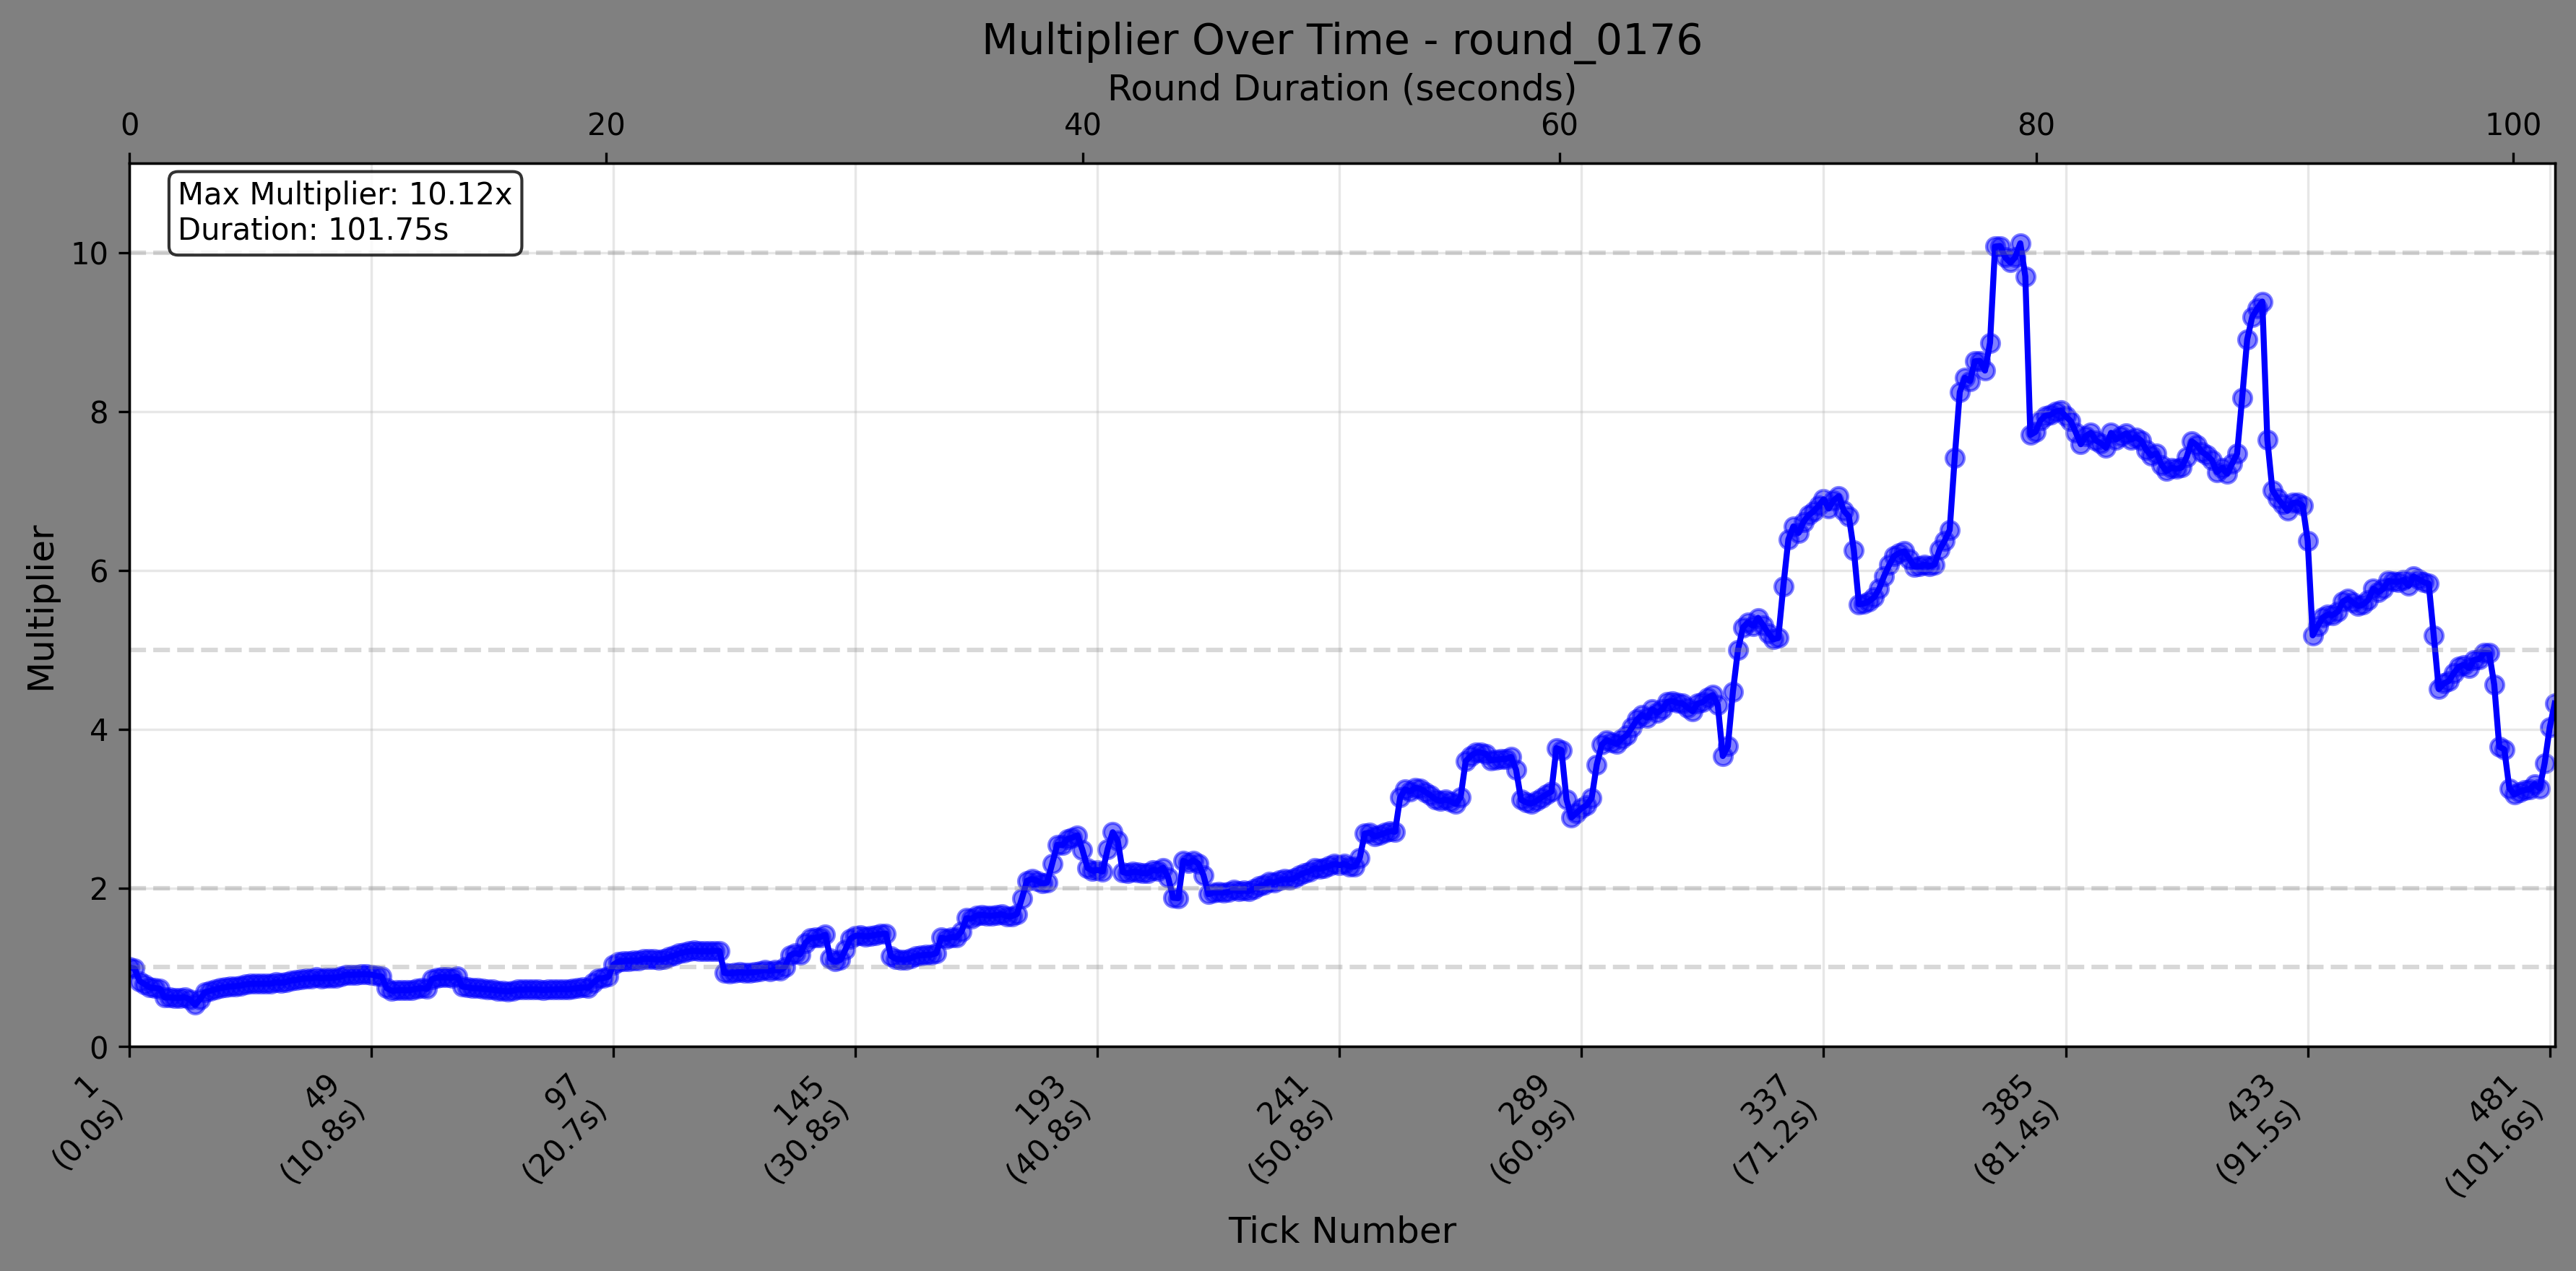 Multiplier Over Time - round_0176
Round Duration (seconds)
0 20 40 60 80 100
Max Multiplier: 10.12x
Duration: 101.75s
10
8
6
4
2
0
Multiplier
1
(0.0s)
49
(10.8s)
97
(20.7s)
145
(30.8s)
193
(40.8s)
241
(50.8s)
289
(60.9s)
337
(71.2s)
385
(81.4s)
433
(91.5s)
481
(101.6s)
Tick Number